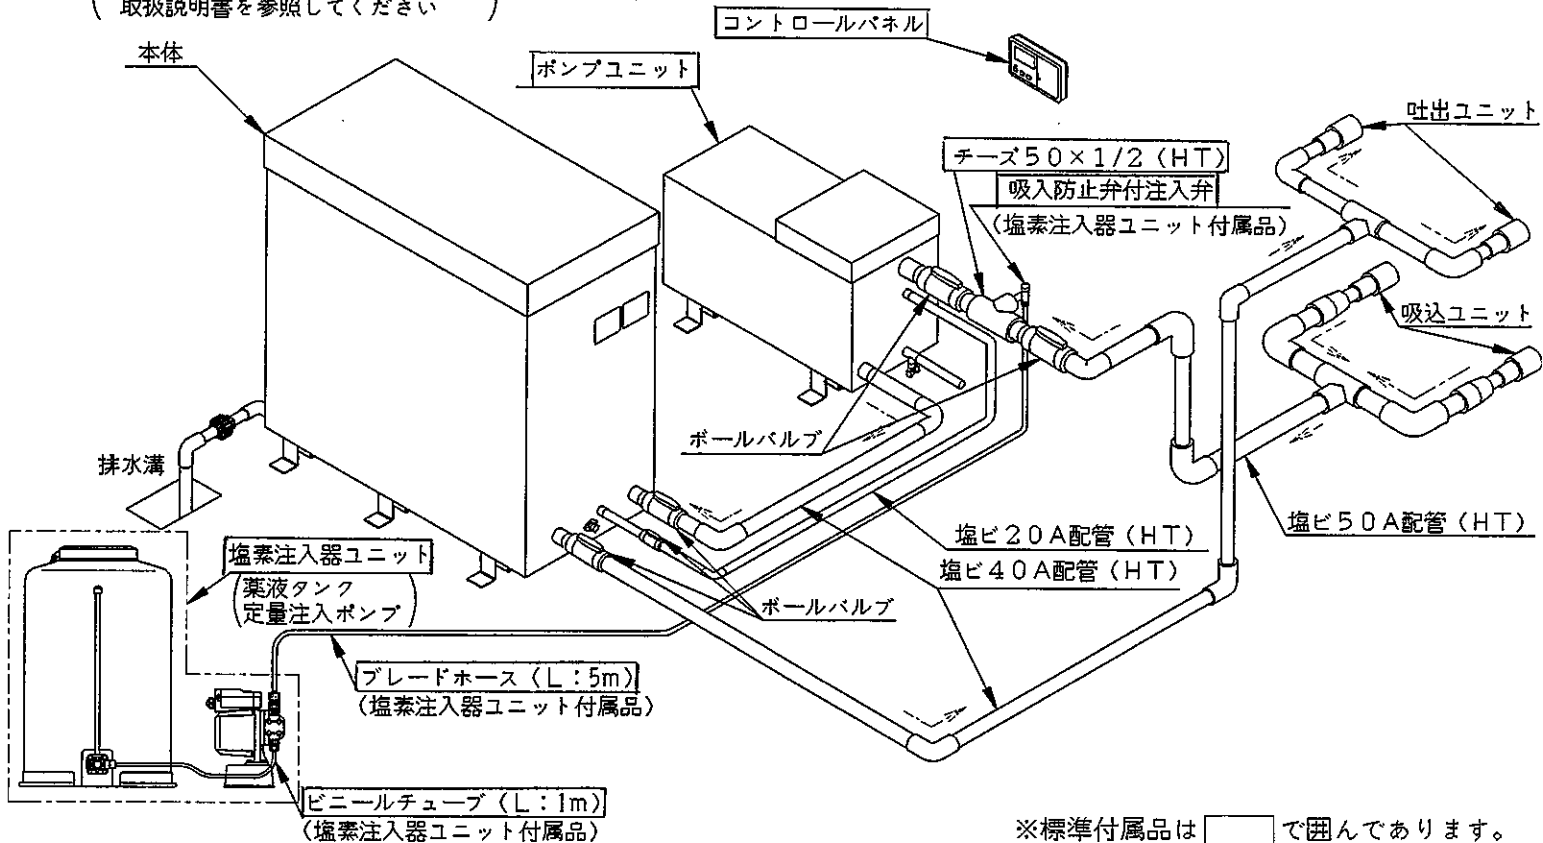 取扱説明書を参照してください
コントロールパネル
本体
ポンプユニット
吐出ユニット
チーズ50×1/2(HT)
吸入防止弁付注入弁
(塩素注入器ユニット付属品)
吸込ユニット
ボールバルブ
排水溝
塩ビ20A配管(HT)
塩ビ50A配管(HT)
塩素注入器ユニット
塩ビ40A配管(HT)
(薬液タンク
定量注入ポンプ)
ボールバルブ
ブレードホース(L:5m)
(塩素注入器ユニット付属品)
ビニールチューブ(L:1m)
(塩素注入器ユニット付属品)
※標準付属品は で囲んであります。